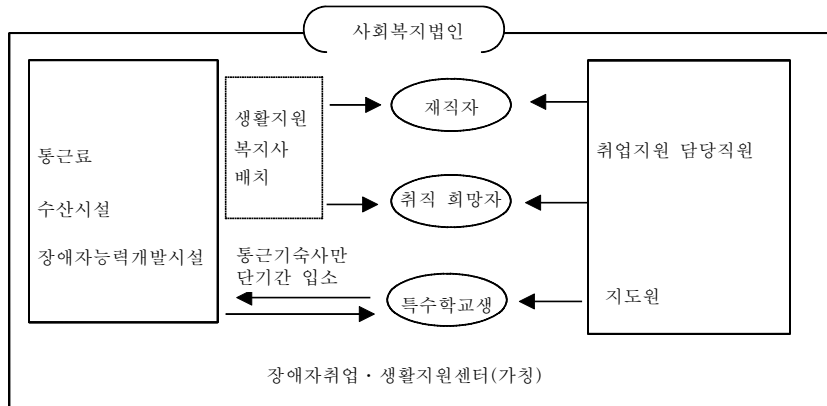 사회복지법인
통근료
수산시설
장애자능력개발시설
생활지원
복지사
배치
재직자
취직 희망자
통근기숙사만
단기간 입소
특수학교생
취업지원 담당직원
지도원
장애자취업・생활지원센터(가칭)